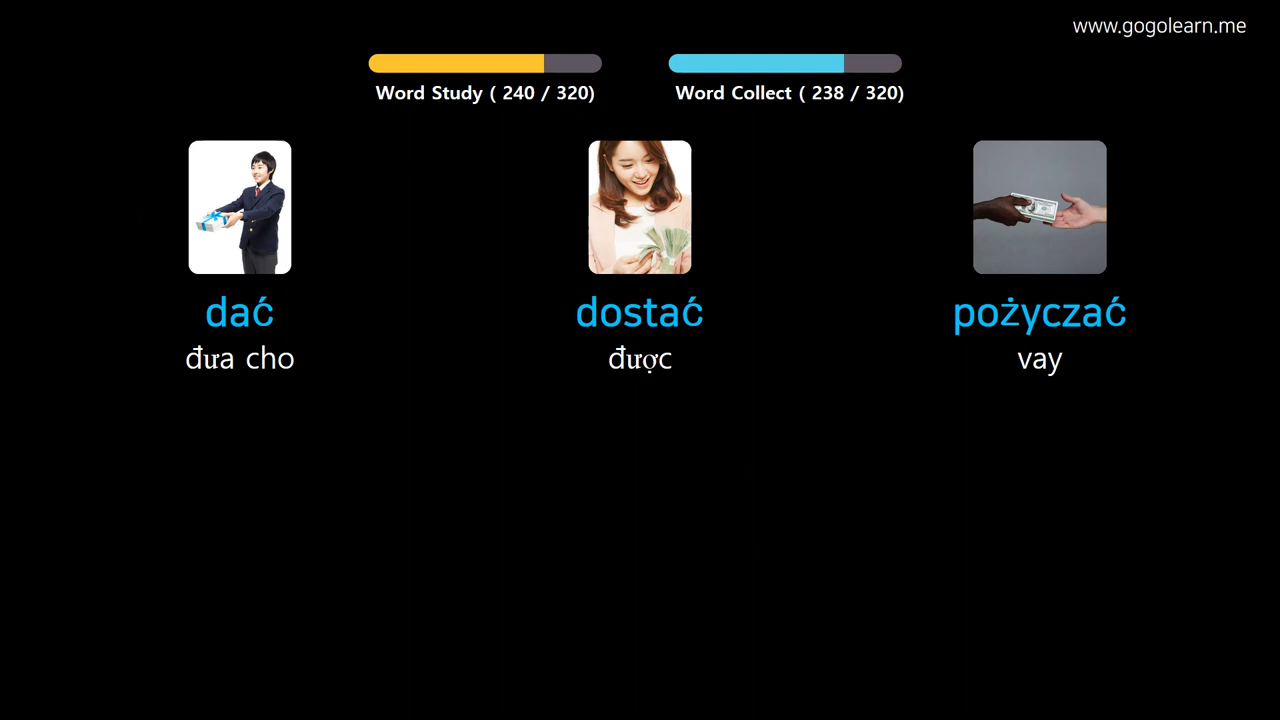 www.gogolearn.me
Word Study ( 240 / 320)
Word Collect ( 238 / 320)
dać
dostać
pożyczać
đưa cho
được
vay